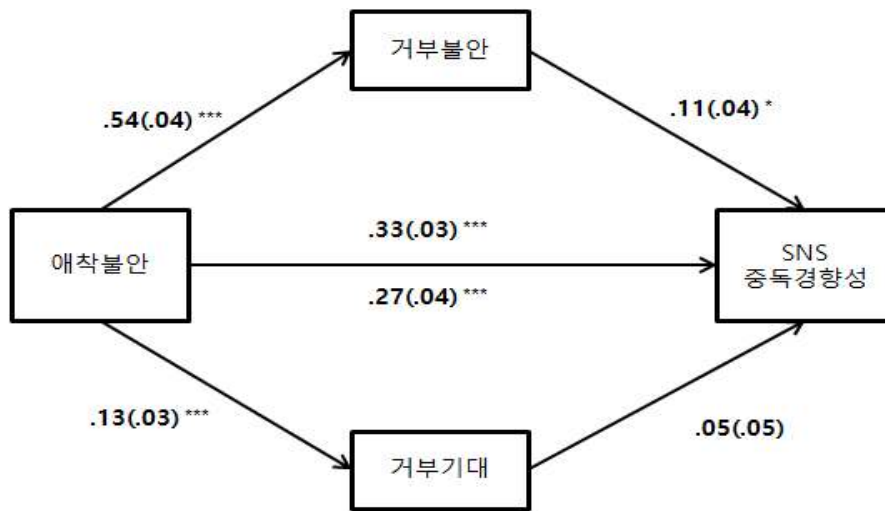 거부불안
.54(.04) ***
.11(.04) *
애착불안
.33(.03) ***
SNS
중독경향성
.27(.04) ***
.13(.03) ***
.05(.05)
거부기대